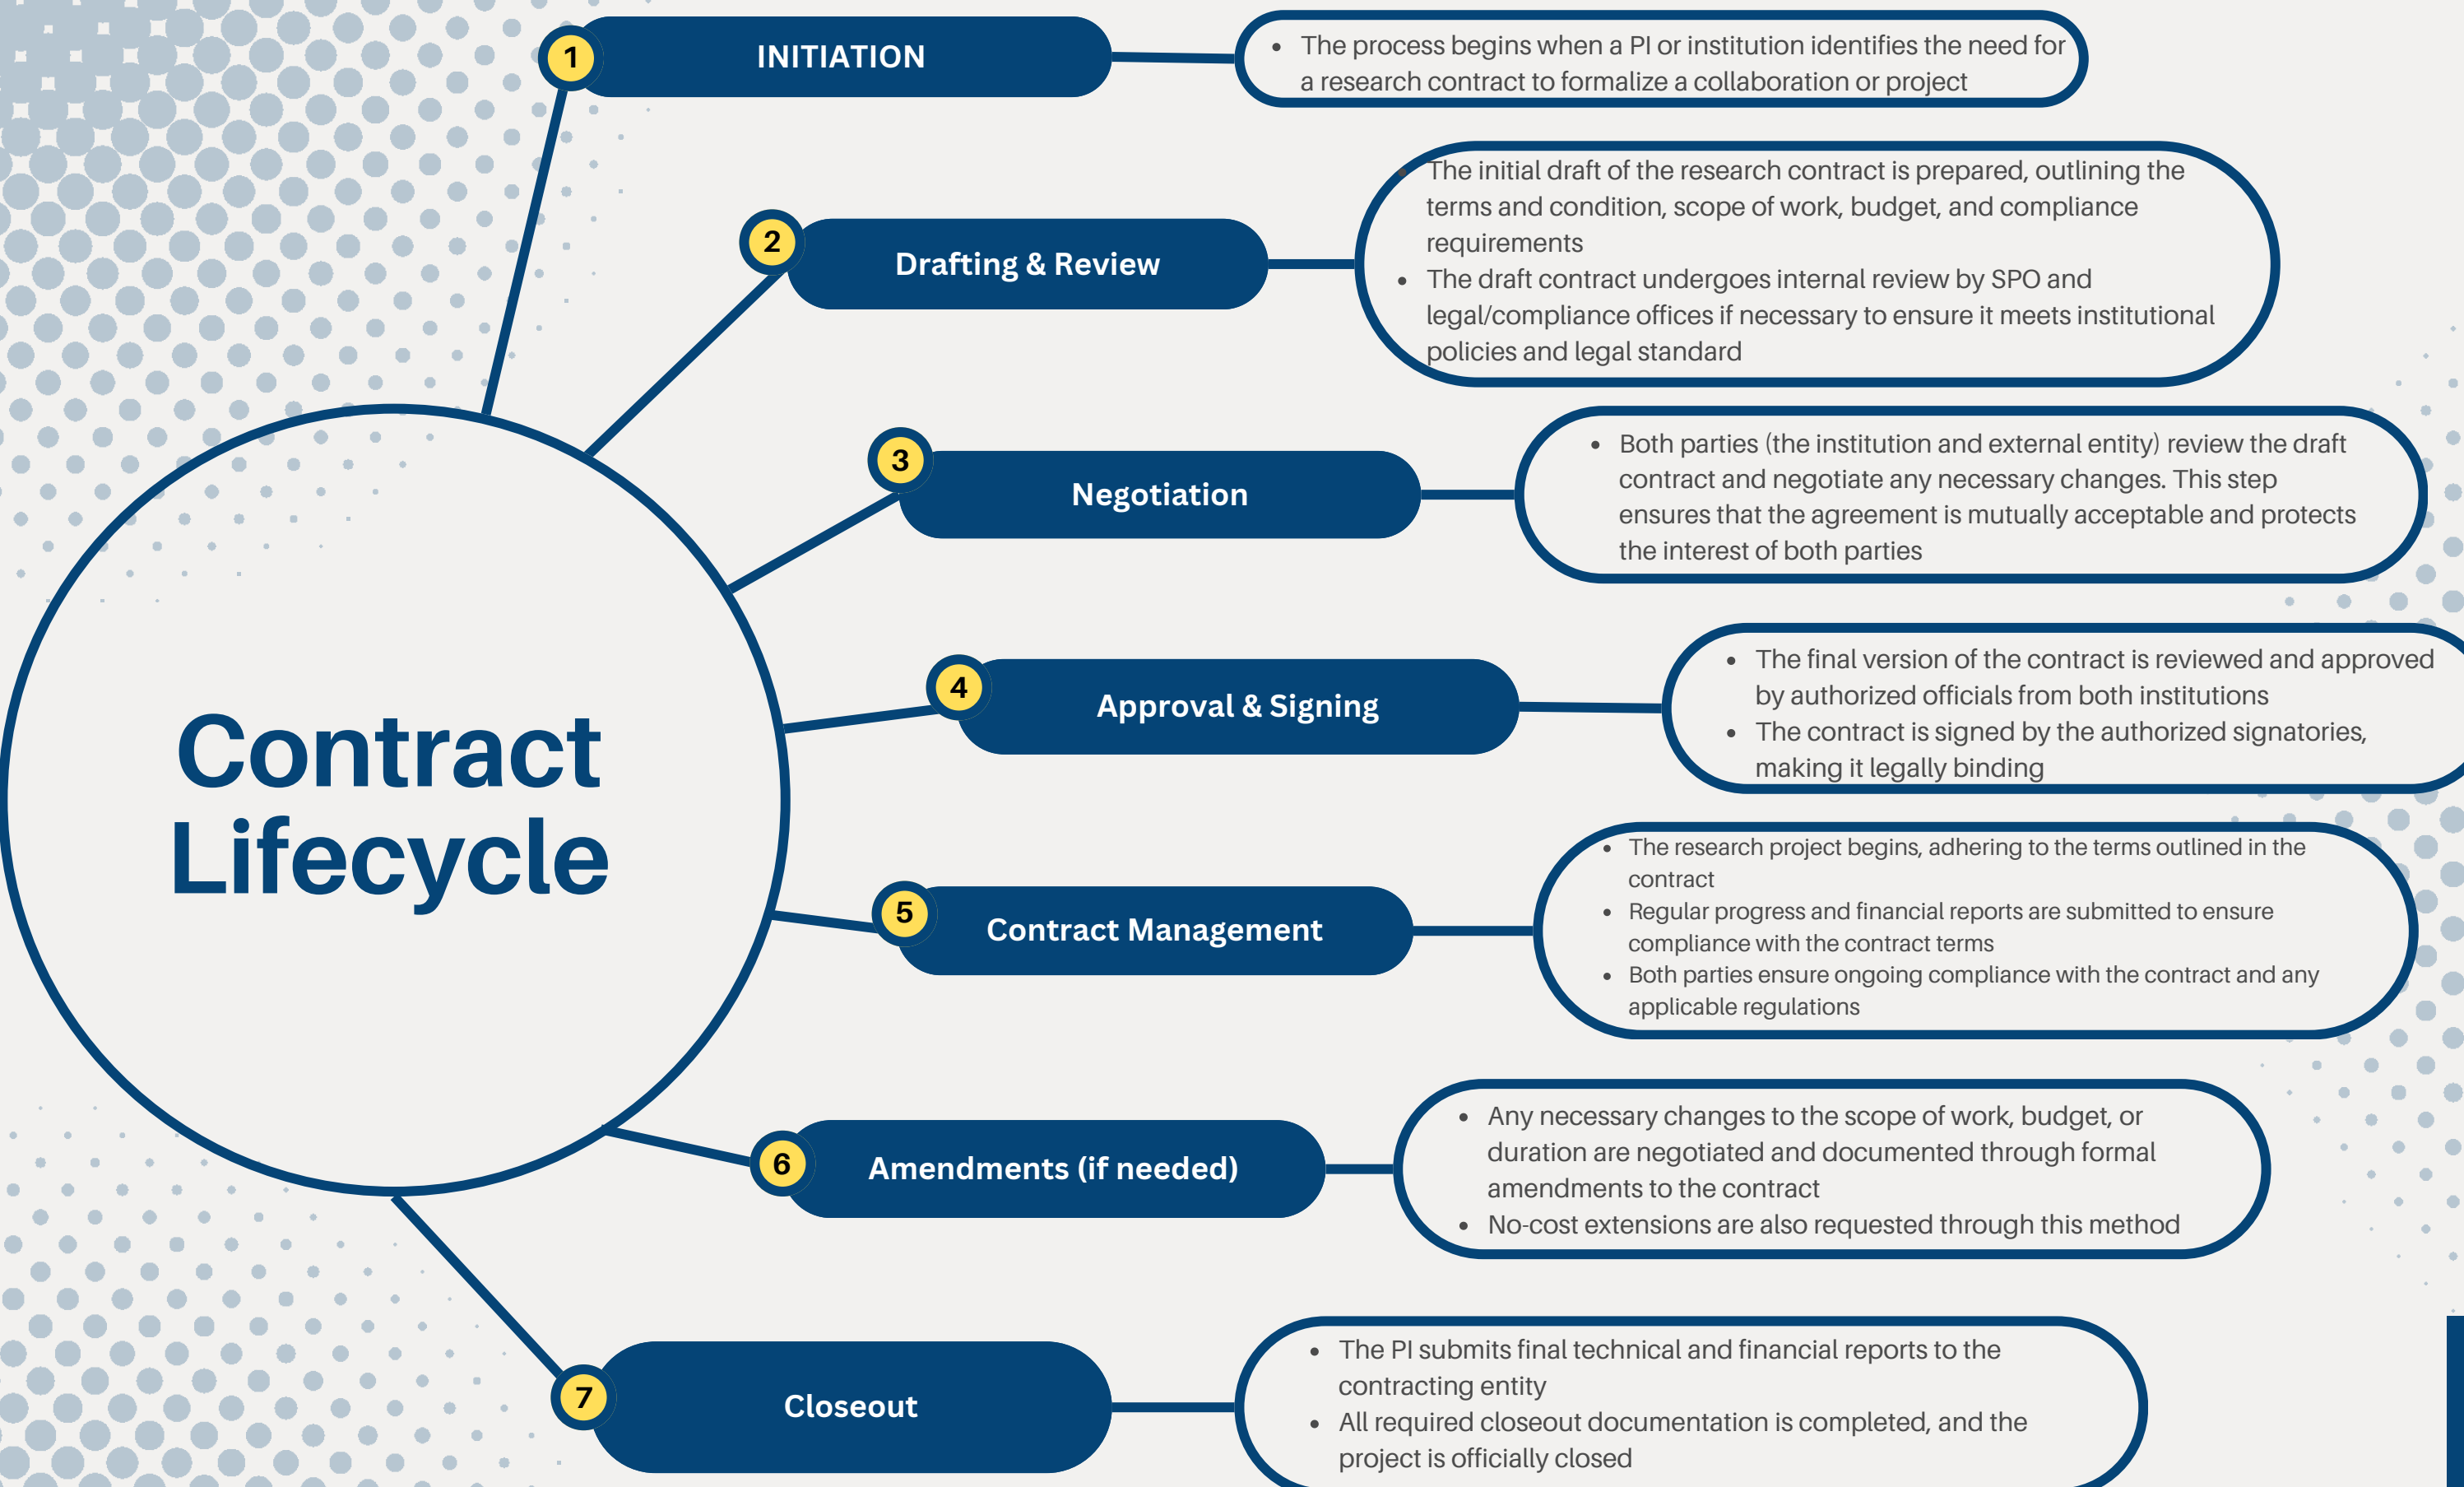 Contract
Lifecycle
1
INITIATION
• The process begins when a PI or institution identifies the need for
a research contract to formalize a collaboration or project
2
Drafting & Review
• The initial draft of the research contract is prepared, outlining the
terms and condition, scope of work, budget, and compliance
requirements
• The draft contract undergoes internal review by SPO and
legal/compliance offices if necessary to ensure it meets institutional
policies and legal standard
3
Negotiation
• Both parties (the institution and external entity) review the draft
contract and negotiate any necessary changes. This step
ensures that the agreement is mutually acceptable and protects
the interest of both parties
4
Approval & Signing
• The final version of the contract is reviewed and approved
by authorized officials from both institutions
• The contract is signed by the authorized signatories,
making it legally binding
5
Contract Management
• The research project begins, adhering to the terms outlined in the
contract
• Regular progress and financial reports are submitted to ensure
compliance with the contract terms
• Both parties ensure ongoing compliance with the contract and any
applicable regulations
6
Amendments (if needed)
• Any necessary changes to the scope of work, budget, or
duration are negotiated and documented through formal
amendments to the contract
• No-cost extensions are also requested through this method
7
Closeout
• The PI submits final technical and financial reports to the
contracting entity
• All required closeout documentation is completed, and the
project is officially closed